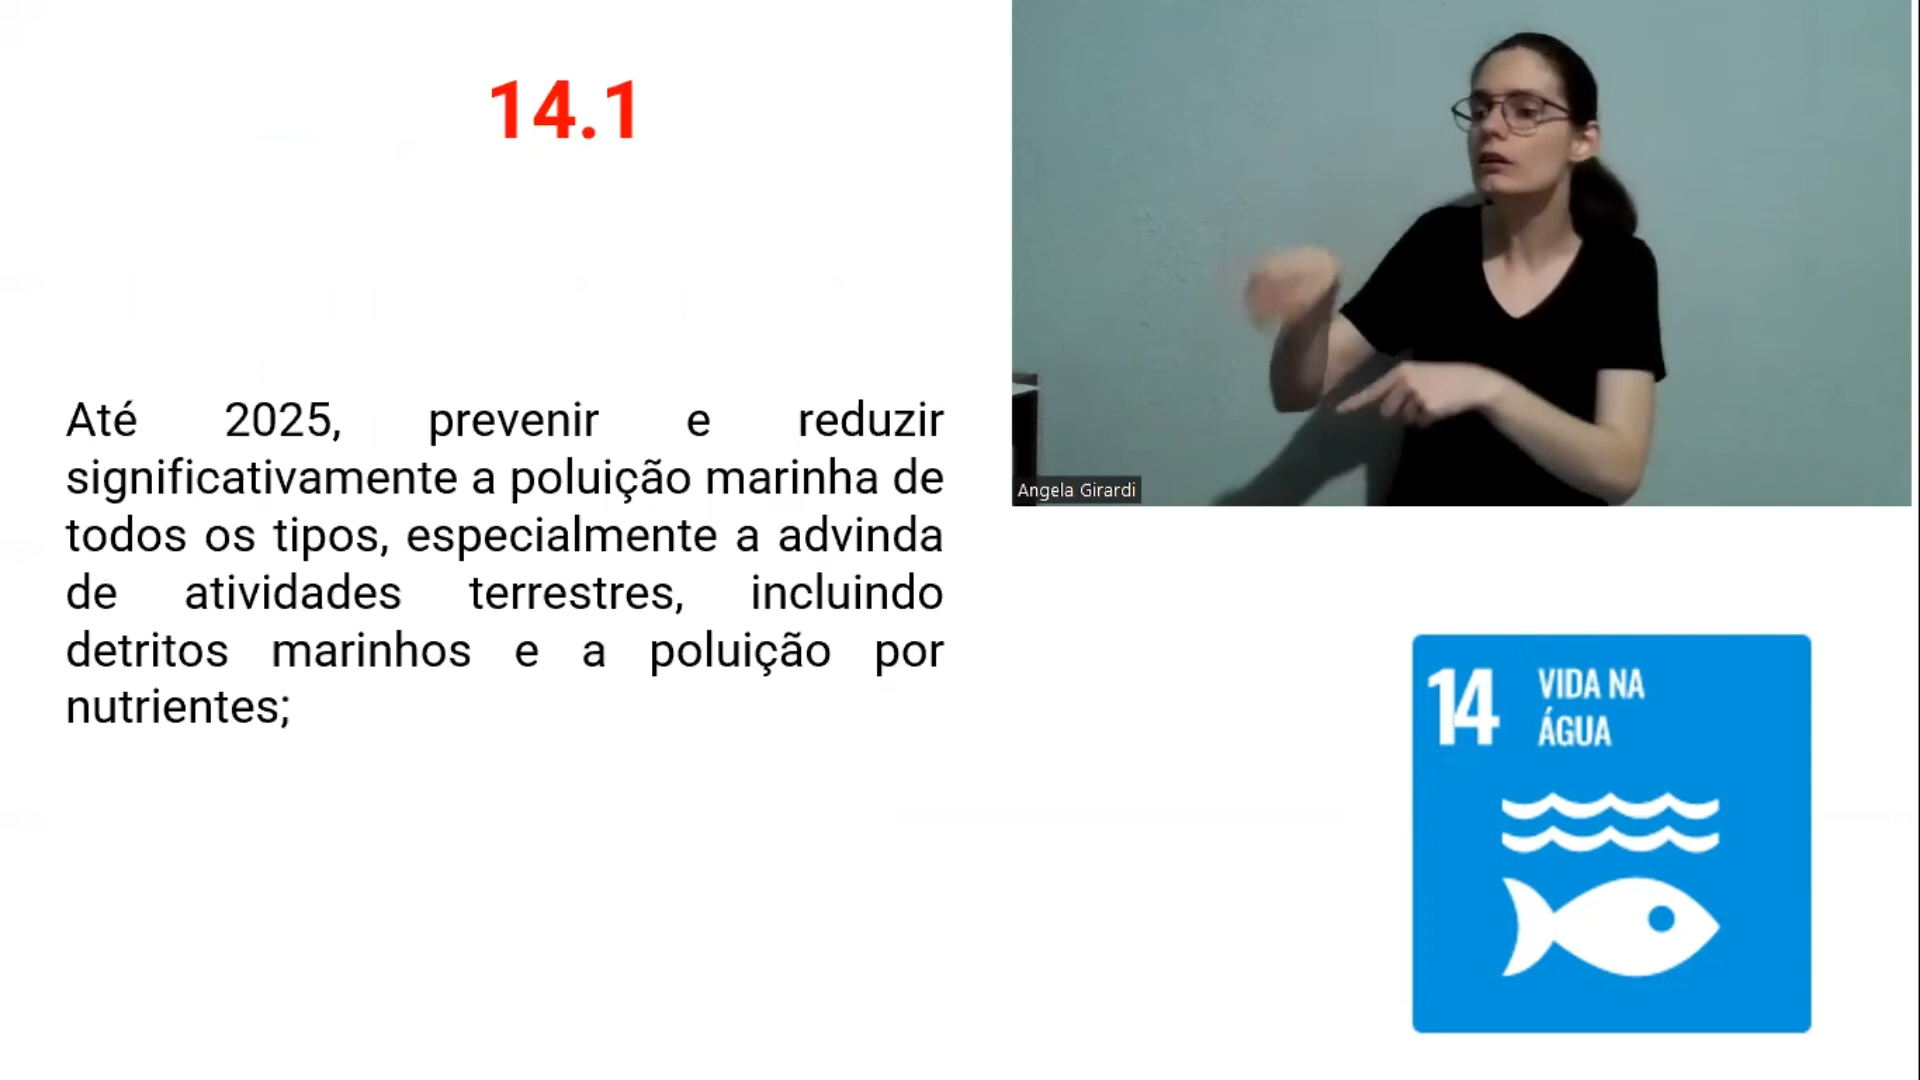 14.1
Até 2025, prevenir e reduzir
significativamente a poluição marinha de
todos os tipos, especialmente a advinda
de atividades terrestres, incluindo
detritos marinhos e a poluição por
nutrientes;
Angela Girardi
14 VIDA NA
ÁGUA